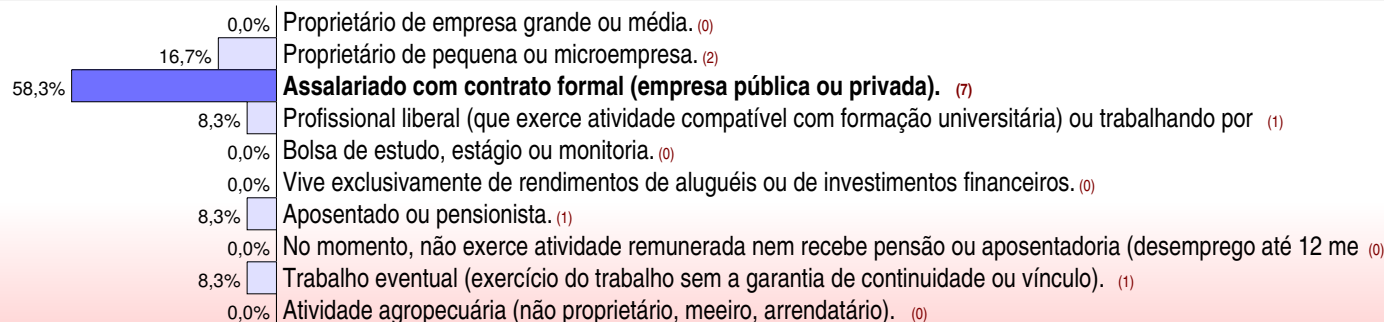 0,0% Proprietário de empresa grande ou média. (0)
16,7% Proprietário de pequena ou microempresa. (2)
58,3% Assalariado com contrato formal (empresa pública ou privada). (7)
8,3% Profissional liberal (que exerce atividade compatível com formação universitária) ou trabalhando por (1)
0,0% Bolsa de estudo, estágio ou monitoria. (0)
0,0% Vive exclusivamente de rendimentos de aluguéis ou de investimentos financeiros. (0)
8,3% Aposentado ou pensionista. (1)
0,0% No momento, não exerce atividade remunerada nem recebe pensão ou aposentadoria (desemprego até 12 me (0)
8,3% Trabalho eventual (exercício do trabalho sem a garantia de continuidade ou vínculo). (1)
0,0% Atividade agropecuária (não proprietário, meeiro, arrendatário). (0)